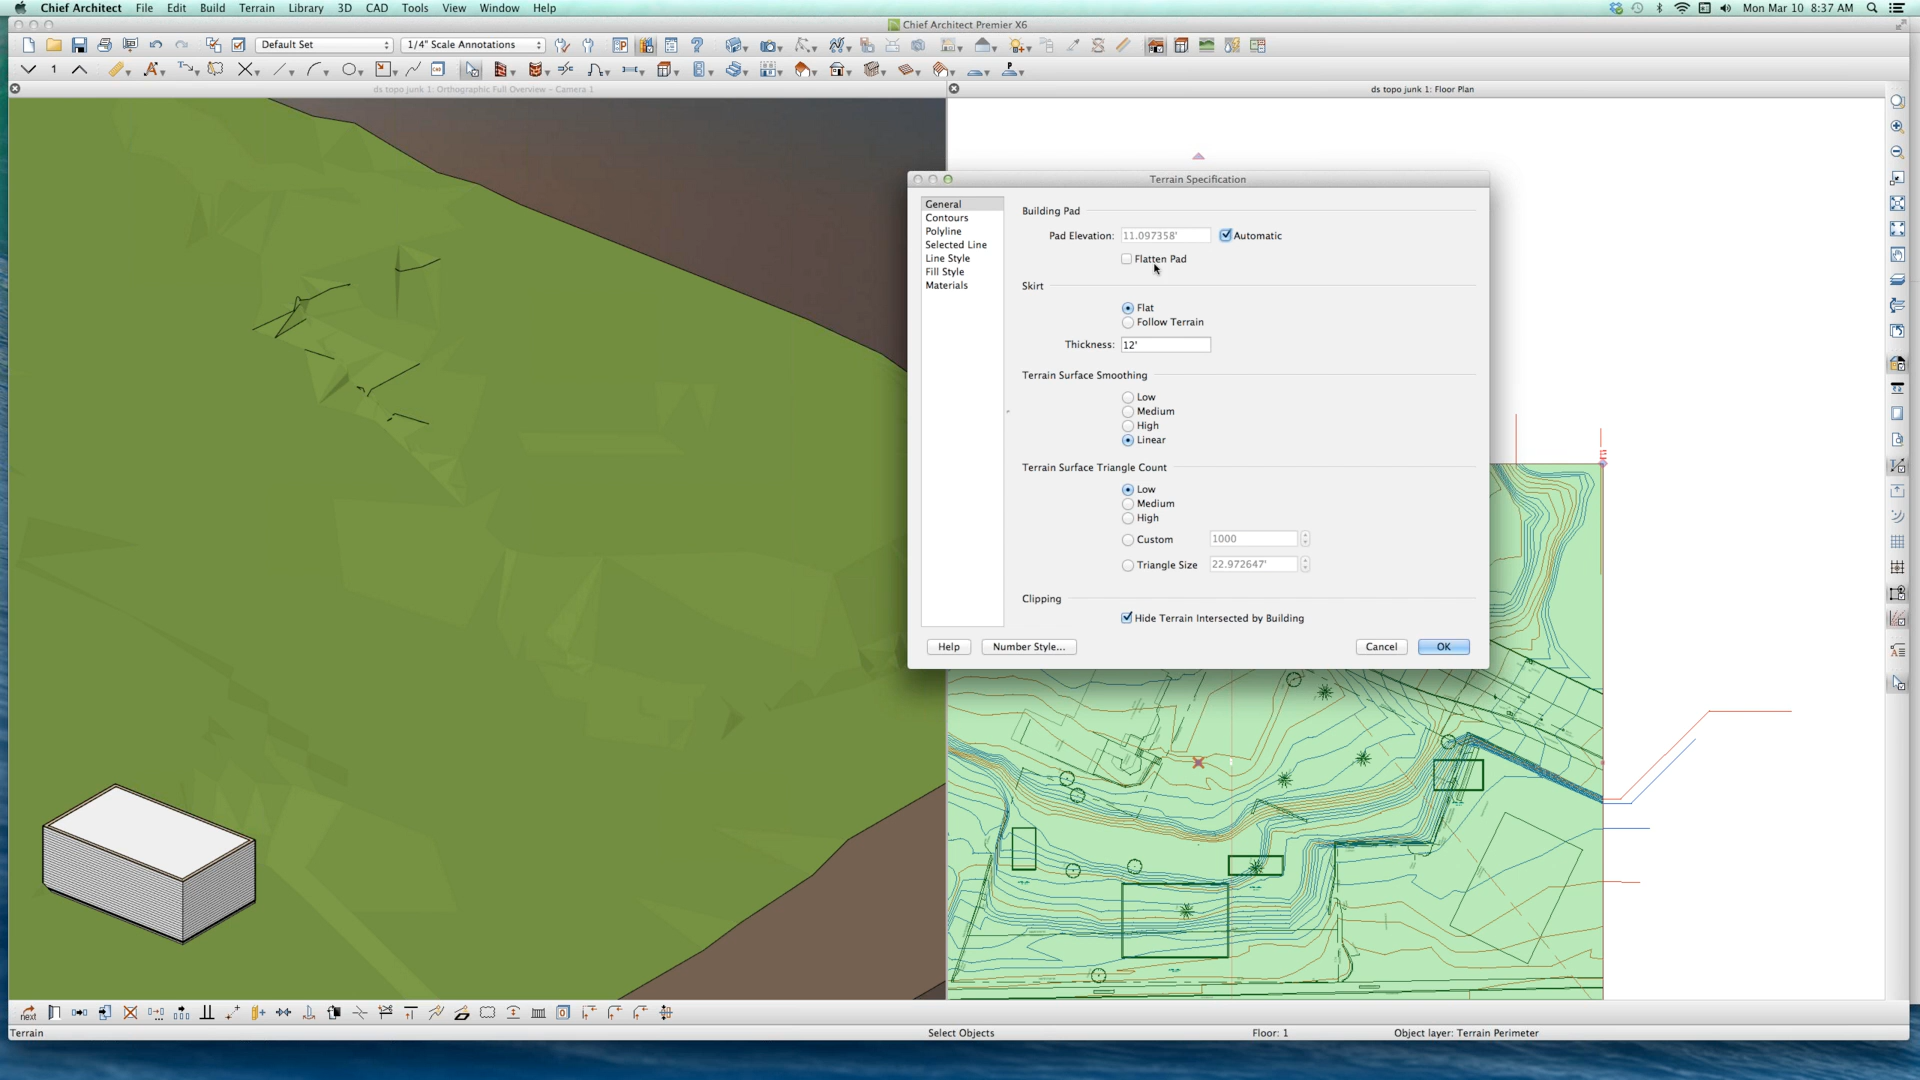 Chief Architect File Edit Build Terrain Library 3D CAD Tools View Window Help Mon Mar 10 8:37 AM
Chief Architect Premier X6
Default Set 1/4" Scale Annotations
1
ds topo junk 1: Orthographic Full Overview - Camera 1
ds topo junk 1: Floor Plan
Terrain Specification
General
Contours
Polyline
Selected Line
Line Style
Fill Style
Materials
Building Pad
Pad Elevation: 11.097358' Automatic
Flatten Pad
Skirt
Flat
Follow Terrain
Thickness: 12'
Terrain Surface Smoothing
Low
Medium
High
Linear
Terrain Surface Triangle Count
Low
Medium
High
Custom 1000
Triangle Size 22.972647'
Clipping
Hide Terrain Intersected by Building
Help Number Style... Cancel OK
next
Terrain Select Objects Floor: 1 Object layer: Terrain Perimeter